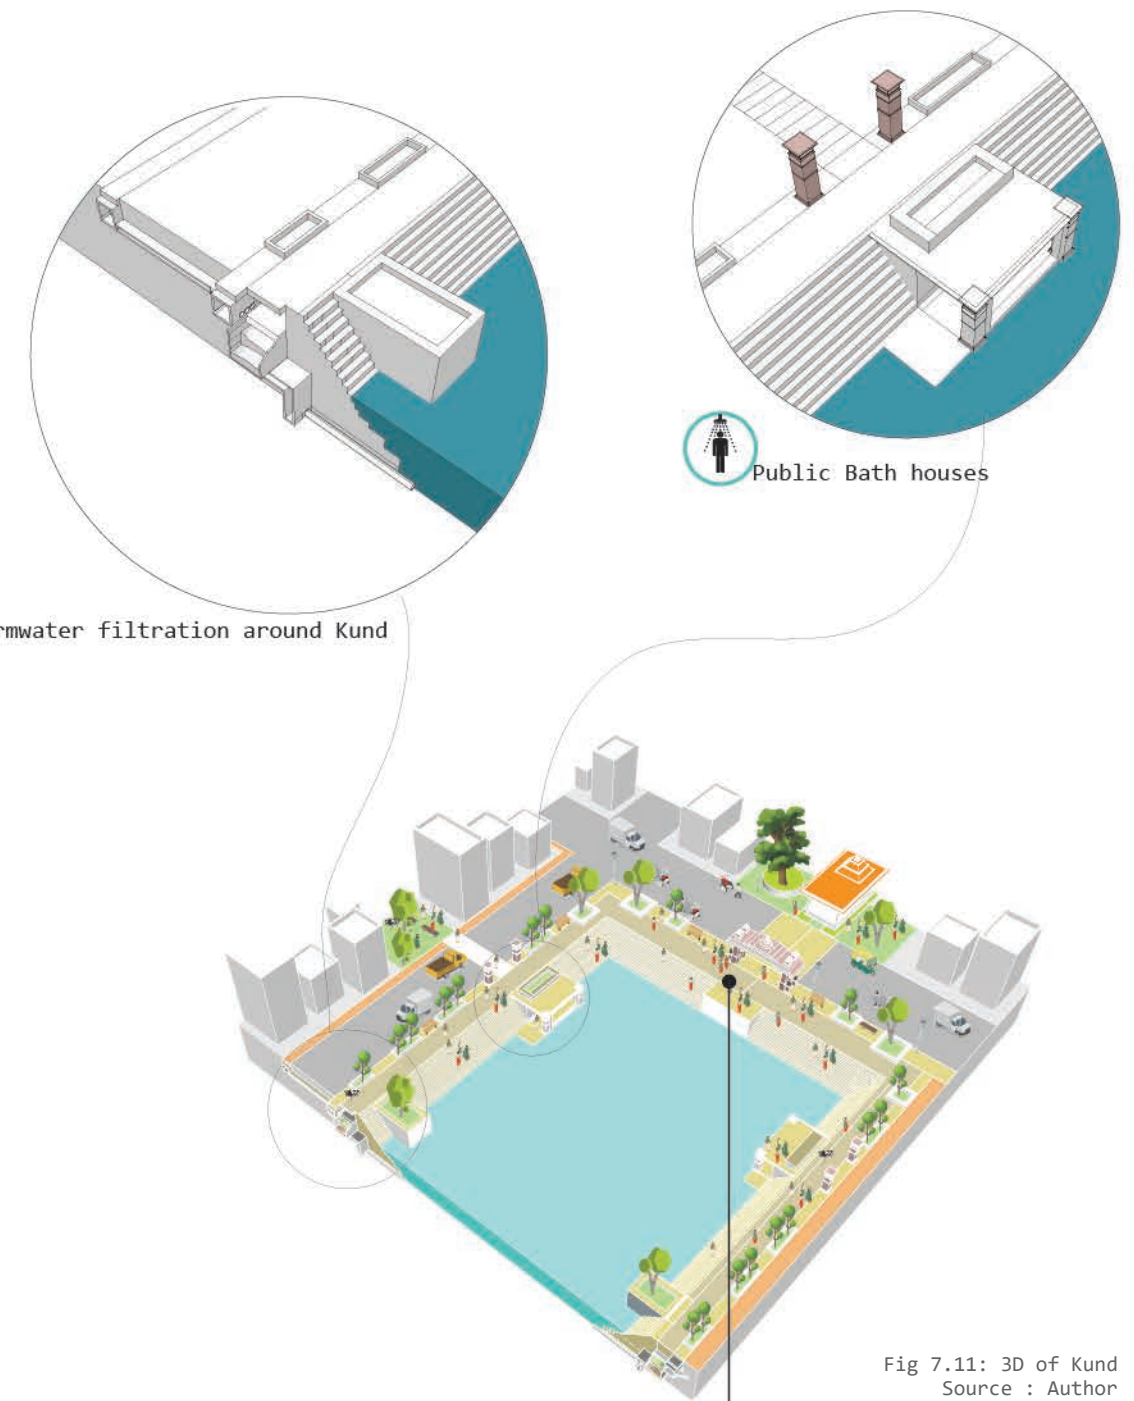 Public Bath houses
rmwater filtration around Kund
Fig 7.11: 3D of Kund
Source : Author